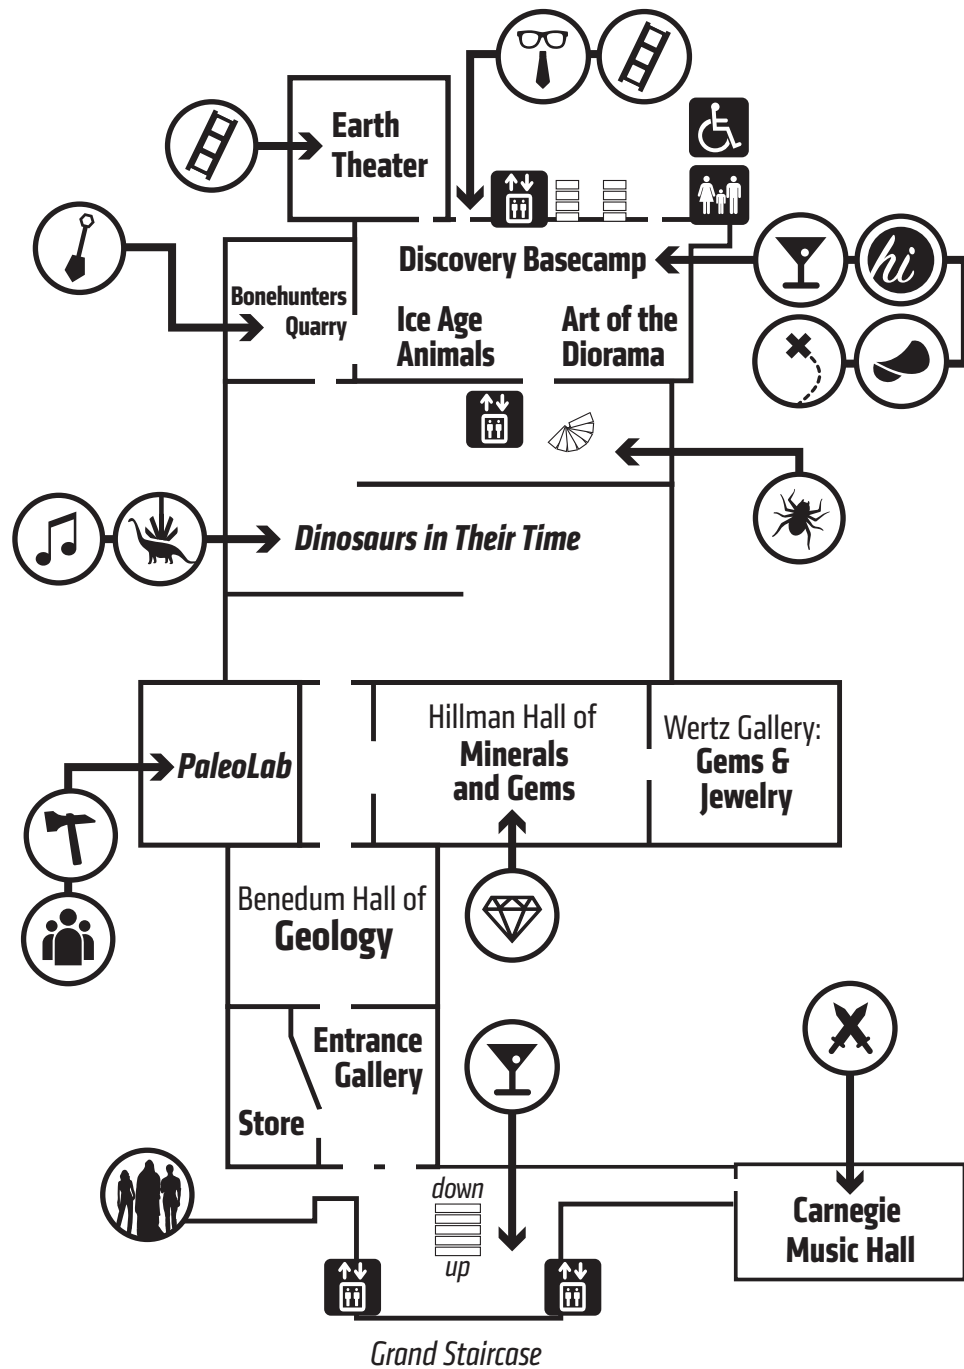 Earth
Theater
Discovery Basecamp
hi
Bonehunters
Quarry
Ice Age
Animals
Art of the
Diorama
Dinosaurs in Their Time
PaleoLab
Hillman Hall of
Minerals
and Gems
Wertz Gallery:
Gems &
Jewelry
Benedum Hall of
Geology
Entrance
Gallery
Store
down
up
Carnegie
Music Hall
Grand Staircase